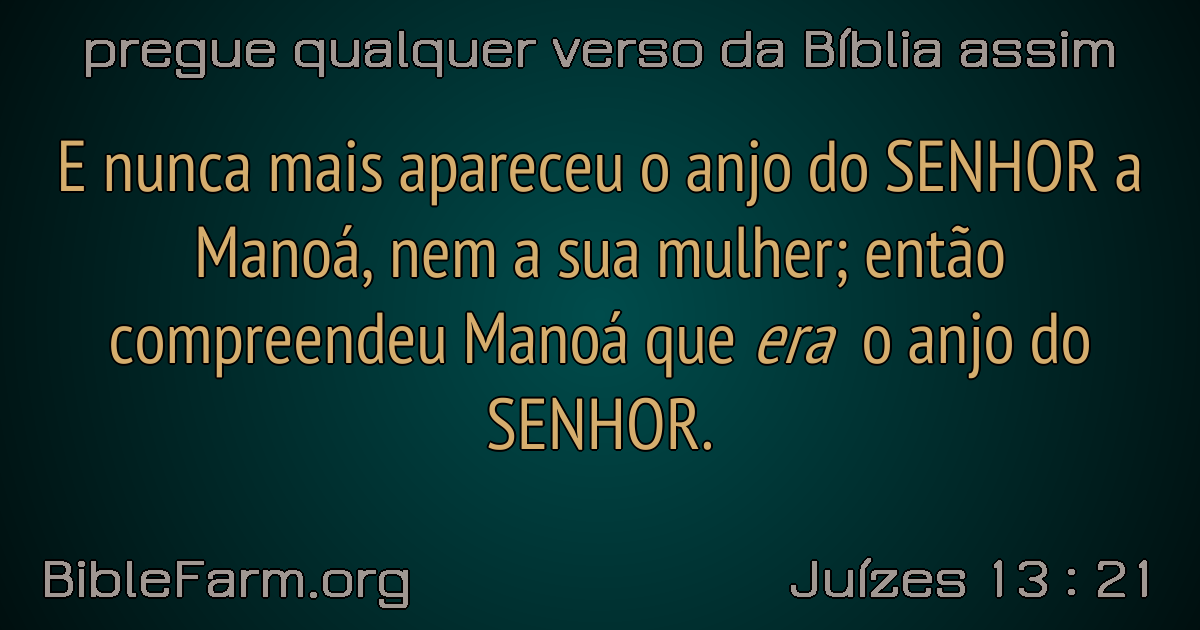 pregue qualquer verso da Bíblia assim
E nunca mais apareceu o anjo do SENHOR a
Manoá, nem a sua mulher; então
compreendeu Manoá que era o anjo do
SENHOR.
BibleFarm.org
Juízes 13 : 21